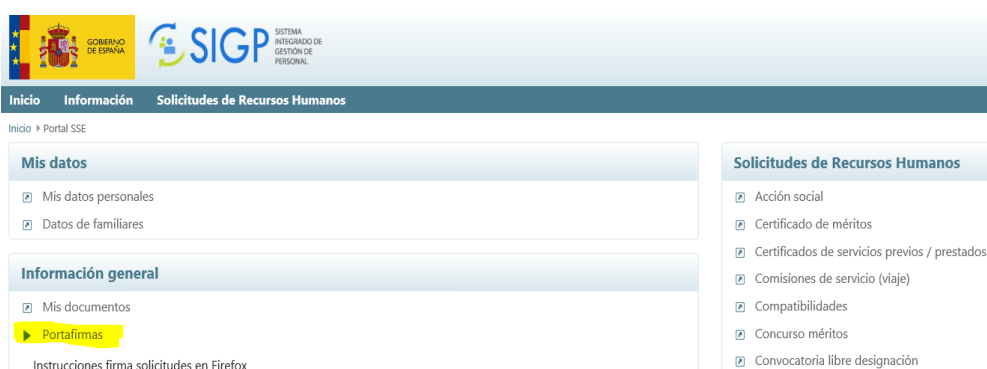 GOBIERNO
DE ESPAÑA
SIGP
SISTEMA
INTEGRADO DE
GESTIÓN DE
PERSONAL
Inicio Información Solicitudes de Recursos Humanos
Inicio Portal SSE
Mis datos
Mis datos personales
Datos de familiares
Información general
Mis documentos
Portafirmas
Instrucciones firma solicitudes en Firefox
Solicitudes de Recursos Humanos
Acción social
Certificado de méritos
Certificados de servicios previos / prestados
Comisiones de servicio (viaje)
Compatibilidades
Concurso méritos
Convocatoria libre designación